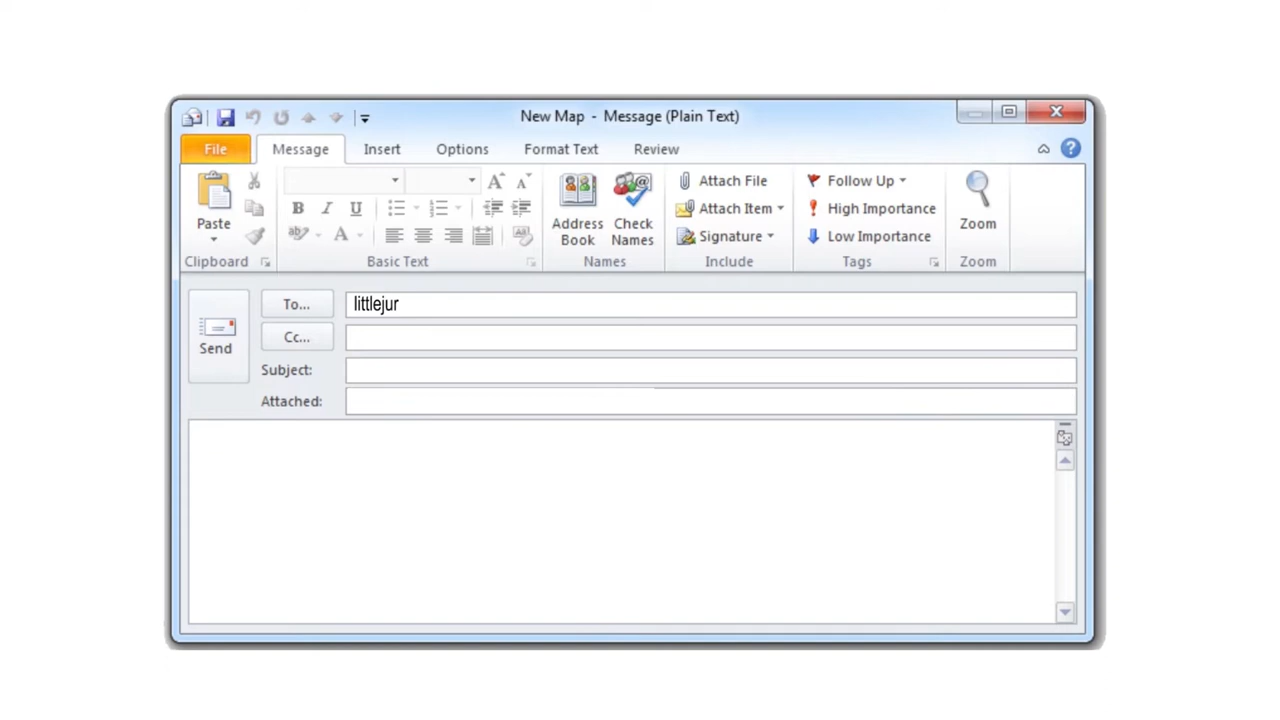 New Map - Message (Plain Text)
File Message Insert Options Format Text Review
Paste
Clipboard
B I U
A
Basic Text
Address Book
Check Names
Names
Attach File
Attach Item
Signature
Include
Follow Up
High Importance
Low Importance
Tags
Zoom
Zoom
Send
To... littlejur
Cc...
Subject:
Attached: